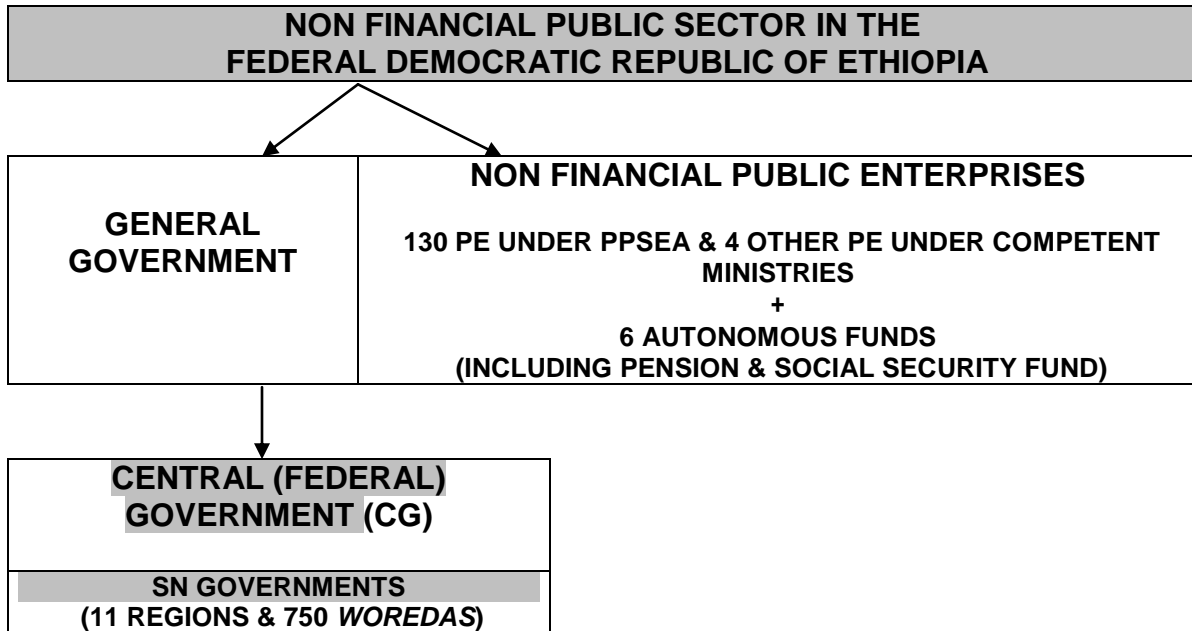 NON FINANCIAL PUBLIC SECTOR IN THE
FEDERAL DEMOCRATIC REPUBLIC OF ETHIOPIA
GENERAL
GOVERNMENT
NON FINANCIAL PUBLIC ENTERPRISES
130 PE UNDER PPSEA & 4 OTHER PE UNDER COMPETENT
MINISTRIES
+
6 AUTONOMOUS FUNDS
(INCLUDING PENSION & SOCIAL SECURITY FUND)
CENTRAL (FEDERAL)
GOVERNMENT (CG)
SN GOVERNMENTS
(11 REGIONS & 750 WOREDAS)